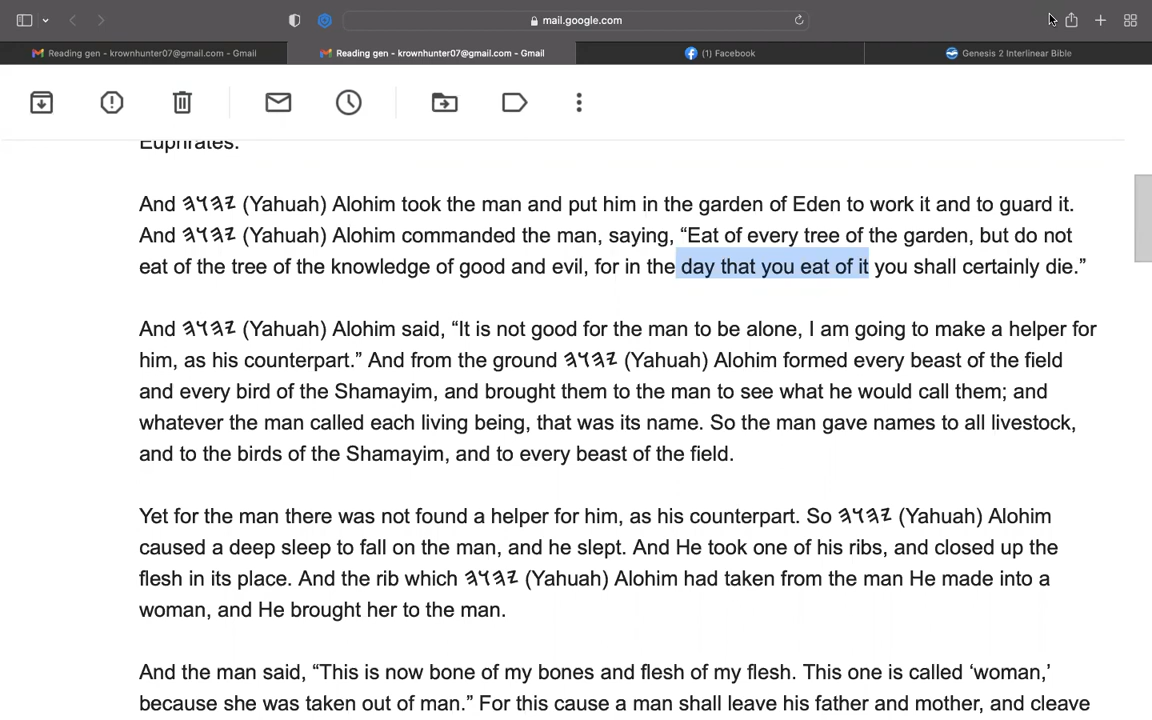 mail.google.com
Reading gen - krownhunter07@gmail.com - Gmail
Reading gen - krownhunter07@gmail.com - Gmail
(1) Facebook
Genesis 2 Interlinear Bible
Euphrates.
And 𐤉𐤄𐤅𐤄 (Yahuah) Alohim took the man and put him in the garden of Eden to work it and to guard it.
And 𐤉𐤄𐤅𐤄 (Yahuah) Alohim commanded the man, saying, “Eat of every tree of the garden, but do not
eat of the tree of the knowledge of good and evil, for in the day that you eat of it you shall certainly die.”
And 𐤉𐤄𐤅𐤄 (Yahuah) Alohim said, “It is not good for the man to be alone, I am going to make a helper for
him, as his counterpart.” And from the ground 𐤉𐤄𐤅𐤄 (Yahuah) Alohim formed every beast of the field
and every bird of the Shamayim, and brought them to the man to see what he would call them; and
whatever the man called each living being, that was its name. So the man gave names to all livestock,
and to the birds of the Shamayim, and to every beast of the field.
Yet for the man there was not found a helper for him, as his counterpart. So 𐤉𐤄𐤅𐤄 (Yahuah) Alohim
caused a deep sleep to fall on the man, and he slept. And He took one of his ribs, and closed up the
flesh in its place. And the rib which 𐤉𐤄𐤅𐤄 (Yahuah) Alohim had taken from the man He made into a
woman, and He brought her to the man.
And the man said, “This is now bone of my bones and flesh of my flesh. This one is called ‘woman,’
because she was taken out of man.” For this cause a man shall leave his father and mother, and cleave